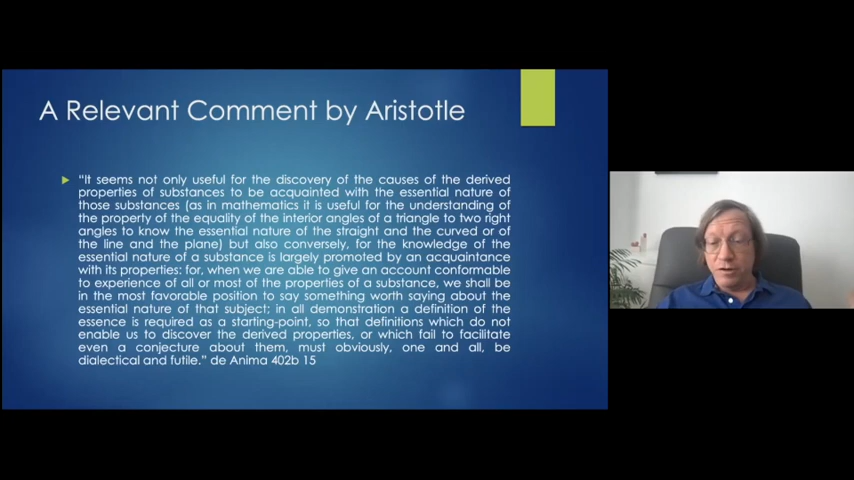 A Relevant Comment by Aristotle
“It seems not only useful for the discovery of the causes of the derived
properties of substances to be acquainted with the essential nature of
those substances (as in mathematics it is useful for the understanding of
the property of the equality of the interior angles of a triangle to two right
angles to know the essential nature of the straight and the curved or of
the line and the plane) but also conversely, for the knowledge of the
essential nature of a substance is largely promoted by an acquaintance
with its properties: for, when we are able to give an account conformable
to experience of all or most of the properties of a substance, we shall be
in the most favorable position to say something worth saying about the
essential nature of that subject; in all demonstration a definition of the
essence is required as a starting-point, so that definitions which do not
enable us to discover the derived properties, or which fail to facilitate
even a conjecture about them, must obviously, one and all, be
dialectical and futile.” de Anima 402b 15